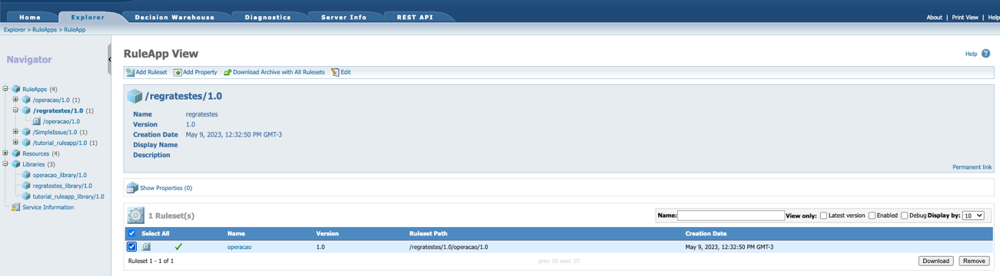 Home Explorer Decision Warehouse Diagnostics Server Info REST API
About | Print View | Help
Explorer > RuleApps > RuleApp
Navigator
RuleApps (4)
/operacao/1.0 (1)
/regratestes/1.0 (1)
/operacao/1.0
/SimpleIssue/1.0 (1)
/tutorial_ruleapp/1.0 (1)
Resources (4)
Libraries (3)
operacao_library/1.0
regratestes_library/1.0
tutorial_ruleapp_library/1.0
Service Information
RuleApp View
Help ?
Add Ruleset Add Property Download Archive with All Rulesets Edit
/regratestes/1.0
Name regratestes
Version 1.0
Creation Date May 9, 2023, 12:32:50 PM GMT-3
Display Name
Description
Permanent link
Show Properties (0)
1 Ruleset(s)
Name: View only: Latest version Enabled Debug Display by: 10
Select All Name Version Ruleset Path Creation Date
operacao 1.0 /regratestes/1.0/operacao/1.0 May 9, 2023, 12:32:50 PM GMT-3
Ruleset 1 - 1 of 1 prev 10 next 10 Download Remove